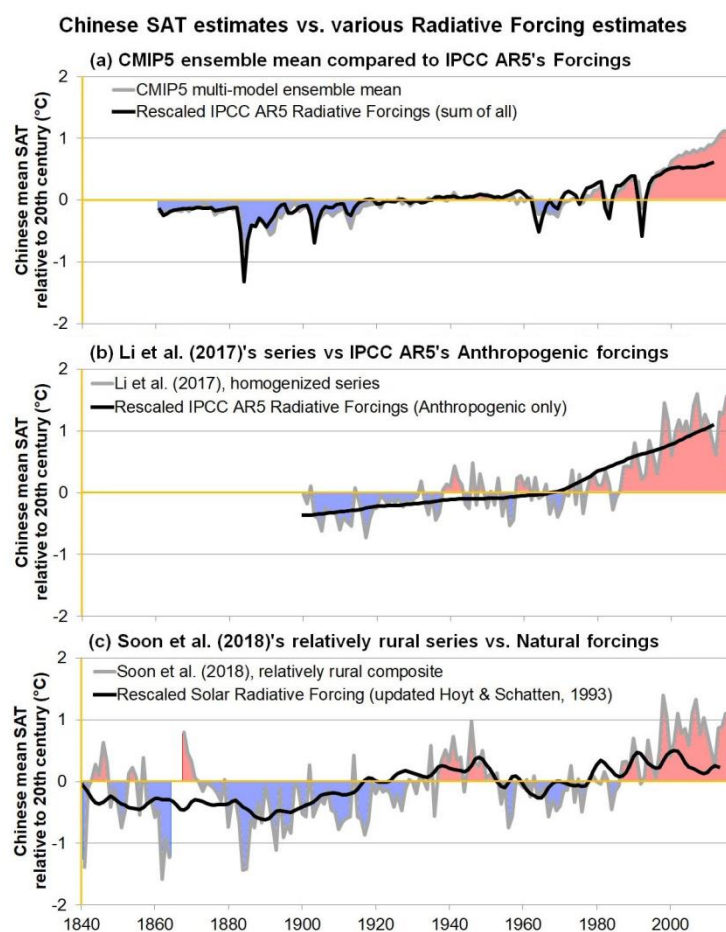 Chinese SAT estimates vs. various Radiative Forcing estimates
(a) CMIP5 ensemble mean compared to IPCC AR5's Forcings
2
CMIP5 multi-model ensemble mean
Rescaled IPCC AR5 Radiative Forcings (sum of all)
1
0
-1
-2
Chinese mean SAT
relative to 20th century (°C)
(b) Li et al. (2017)'s series vs IPCC AR5's Anthropogenic forcings
2
Li et al. (2017), homogenized series
Rescaled IPCC AR5 Radiative Forcings (Anthropogenic only)
1
0
-1
-2
Chinese mean SAT
relative to 20th century (°C)
(c) Soon et al. (2018)'s relatively rural series vs. Natural forcings
2
Soon et al. (2018), relatively rural composite
Rescaled Solar Radiative Forcing (updated Hoyt & Schatten, 1993)
1
0
-1
-2
Chinese mean SAT
relative to 20th century (°C)
1840 1860 1880 1900 1920 1940 1960 1980 2000